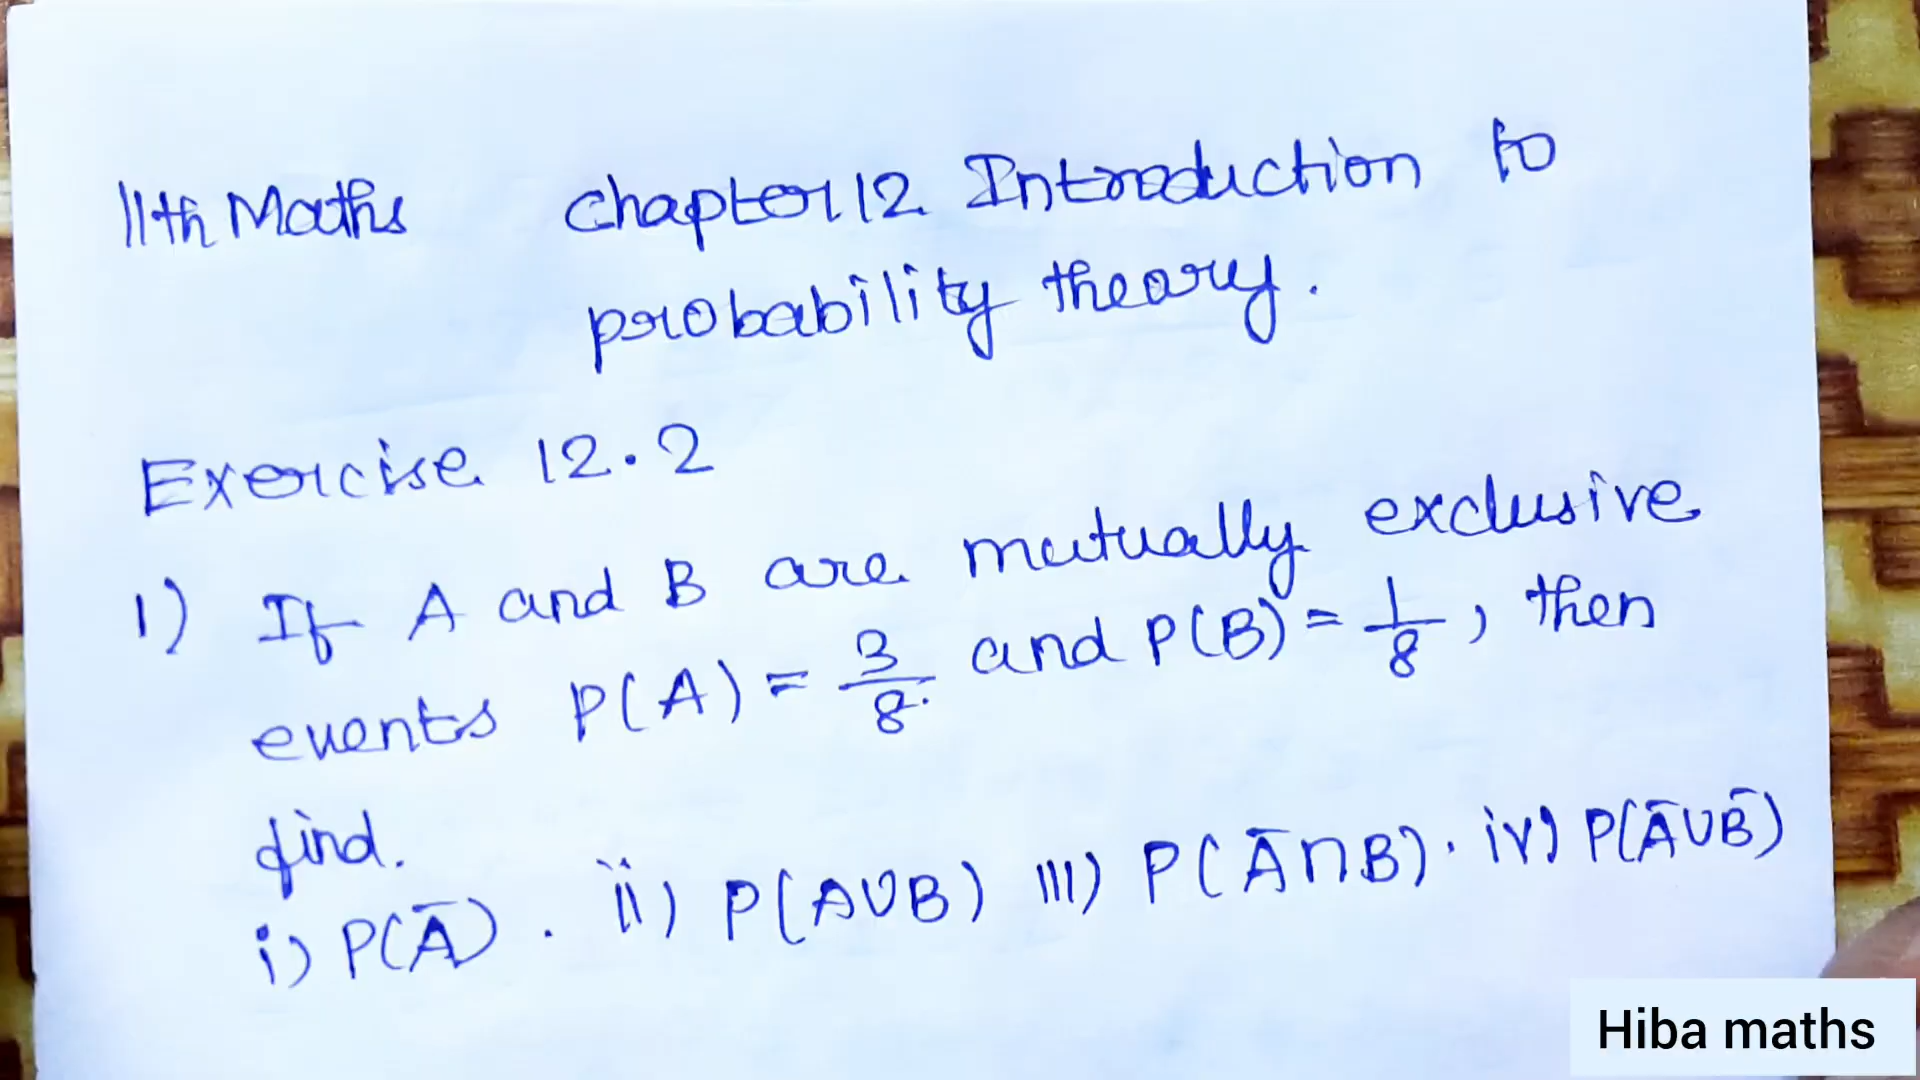 11th Maths chapter 12 Introduction to
probability theory.
Exercise 12.2
1) If A and B are mutually exclusive
events P(A) = 3/8 and P(B) = 1/8, then
find.
i) P(Ā). ii) P(A∪B) iii) P(Ā∩B). iv) P(Ā∪B̄)
Hiba maths